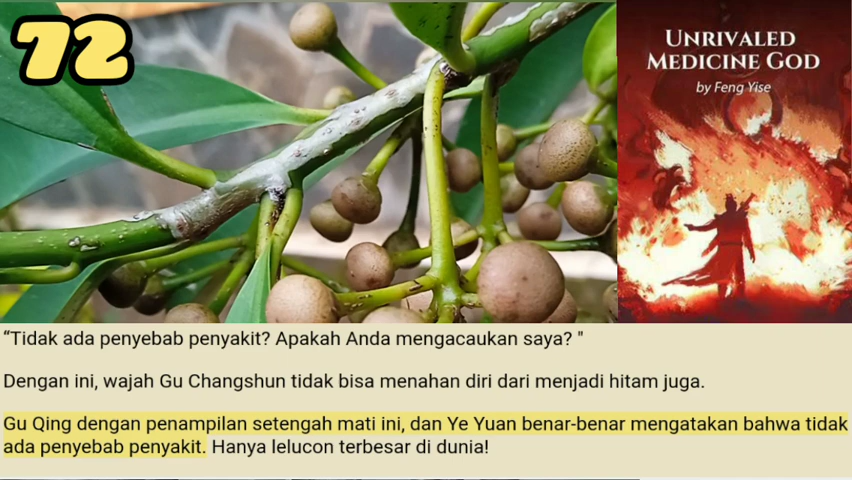 72
UNRIVALED
MEDICINE GOD
by Feng Yise
“Tidak ada penyebab penyakit? Apakah Anda mengacaukan saya? "
Dengan ini, wajah Gu Changshun tidak bisa menahan diri dari menjadi hitam juga.
Gu Qing dengan penampilan setengah mati ini, dan Ye Yuan benar-benar mengatakan bahwa tidak
ada penyebab penyakit. Hanya lelucon terbesar di dunia!